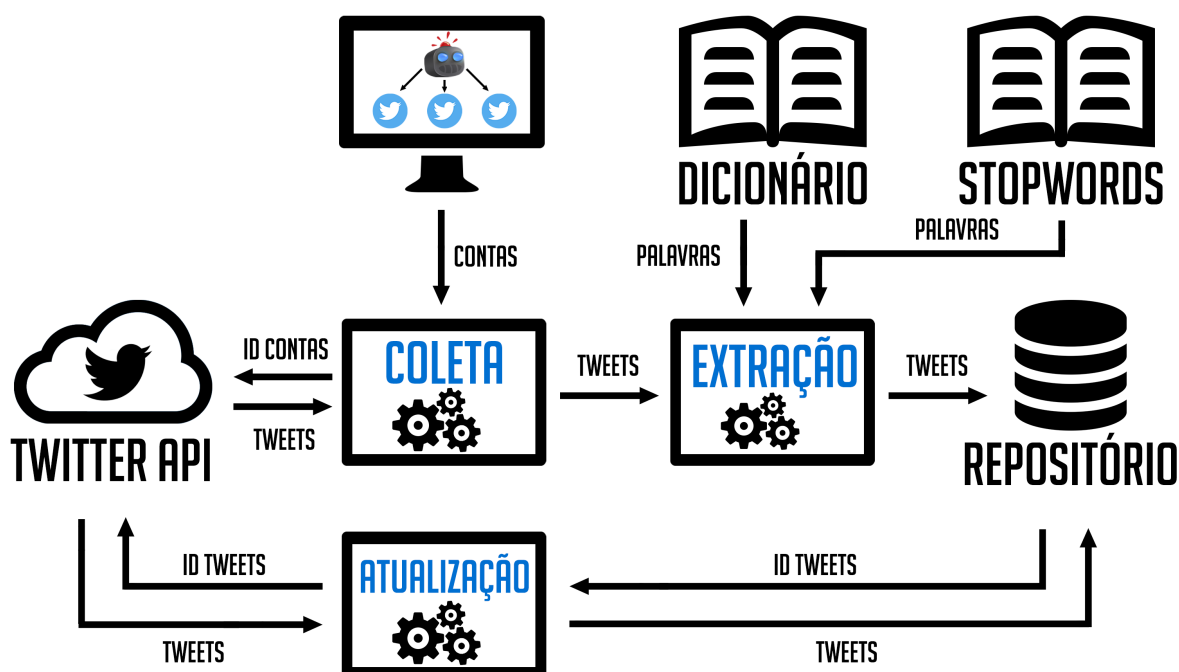 DICIONÁRIO
STOPWORDS
CONTAS
PALAVRAS
PALAVRAS
ID CONTAS
TWEETS
TWITTER API
COLETA
TWEETS
EXTRAÇÃO
TWEETS
REPOSITÓRIO
ID TWEETS
ATUALIZAÇÃO
ID TWEETS
TWEETS
TWEETS